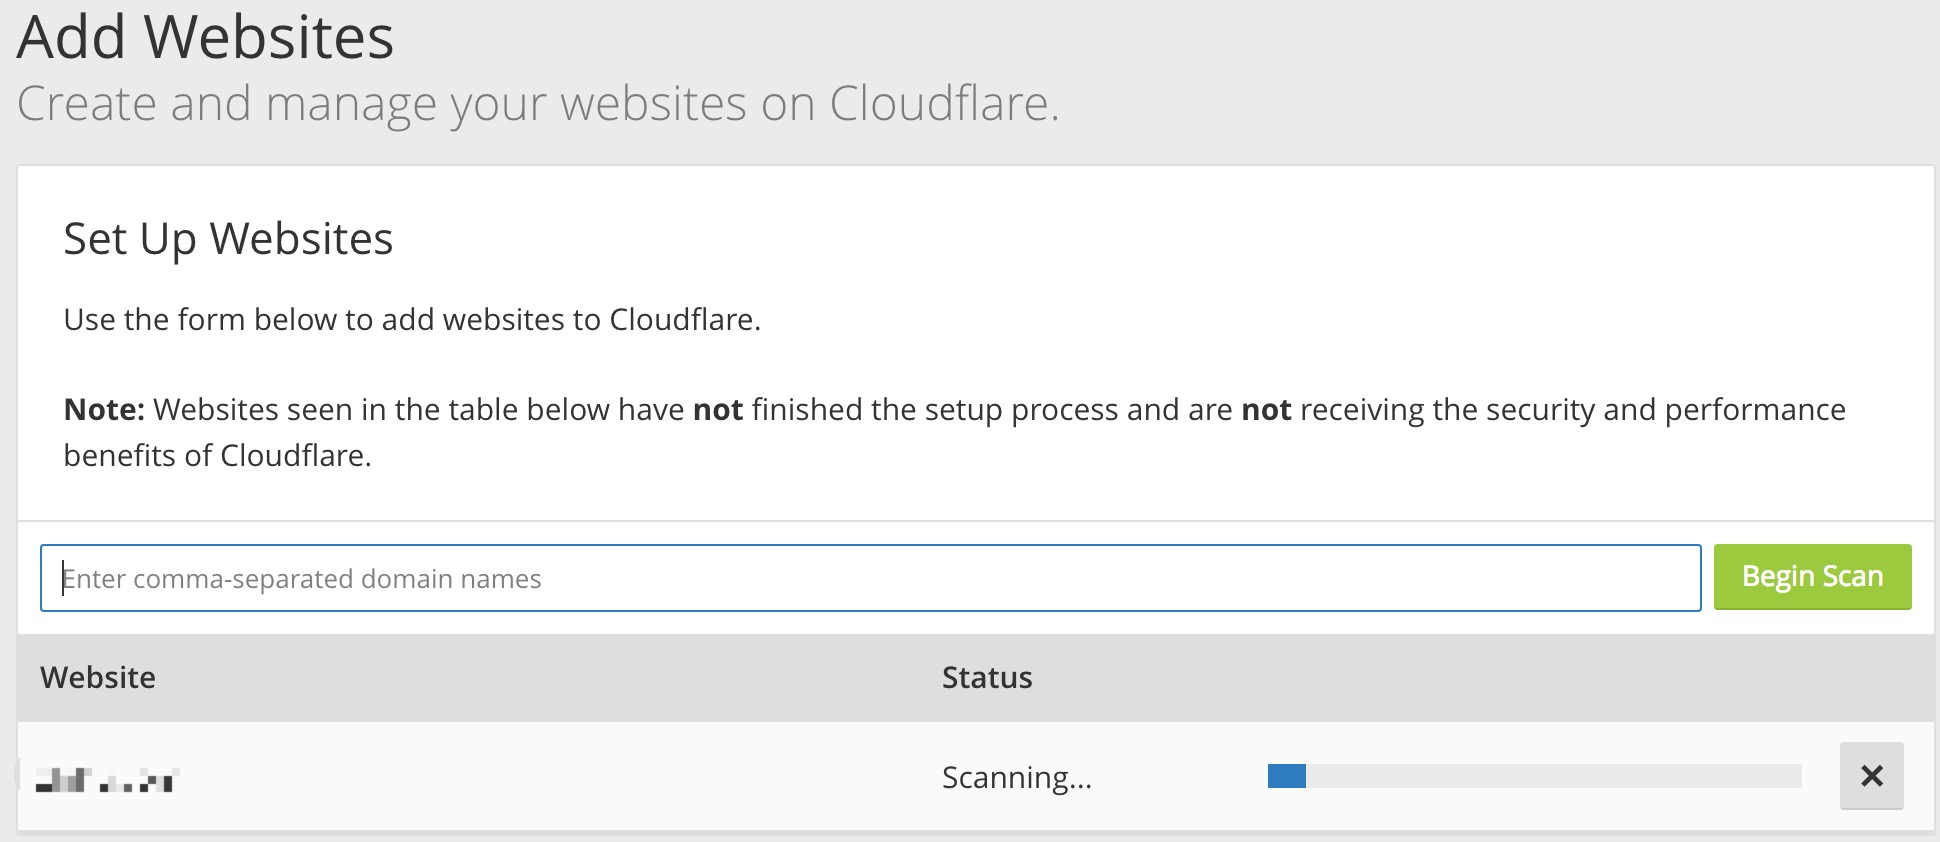 Add Websites
Create and manage your websites on Cloudflare.
Set Up Websites
Use the form below to add websites to Cloudflare.
Note: Websites seen in the table below have not finished the setup process and are not receiving the security and performance
benefits of Cloudflare.
Enter comma-separated domain names
Begin Scan
Website Status
Scanning...